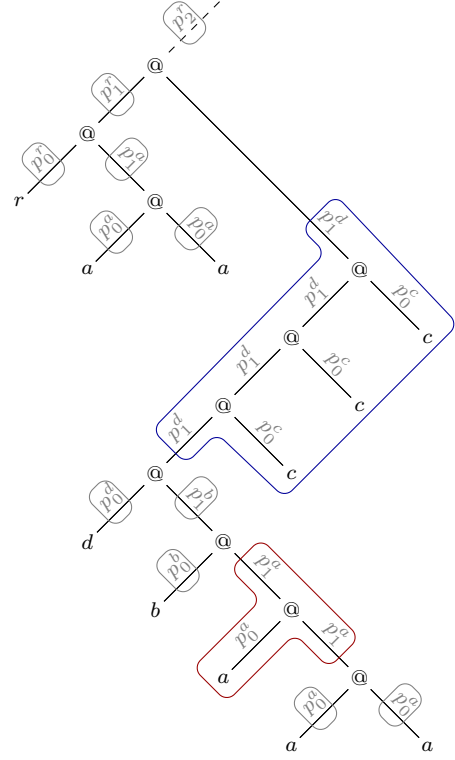 p_2^r
@
p_1^r
@
p_0^r p_1^a
r @
p_0^a p_0^a
a a
p_1^d
@
p_1^d p_0^c
@ c
p_1^d p_0^c
@ c
p_1^d p_0^c
@ c
p_0^d p_1^b
d @
p_0^b p_1^a
b @
p_0^a p_1^a
a @
p_0^a p_0^a
a a